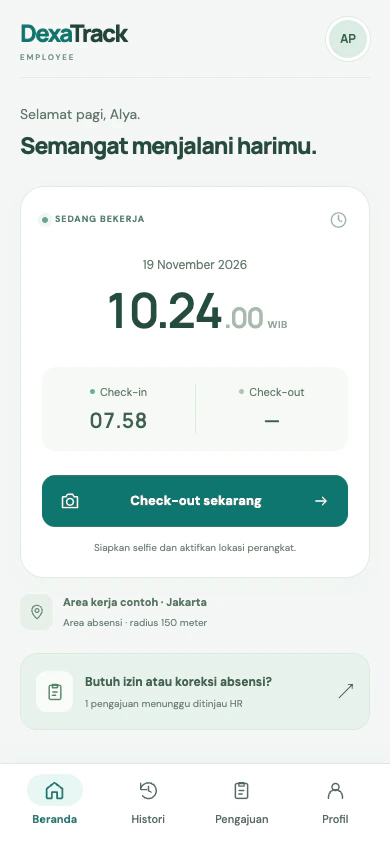 DexaTrack
AP
EMPLOYEE
Selamat pagi, Alya.
Semangat menjalani harimu.
SEDANG BEKERJA
19 November 2026
10.24.00 WIB
Check-in
Check-out
07.58
—
Check-out sekarang
Siapkan selfie dan aktifkan lokasi perangkat.
Area kerja contoh · Jakarta
Area absensi · radius 150 meter
Butuh izin atau koreksi absensi?
1 pengajuan menunggu ditinjau HR
Beranda
Histori
Pengajuan
Profil